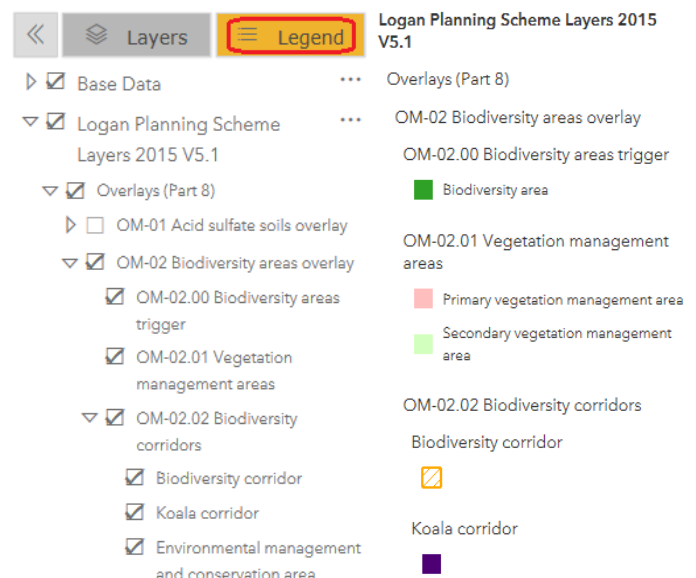 Layers
Legend
Base Data
Logan Planning Scheme
Layers 2015 V5.1
Overlays (Part 8)
OM-01 Acid sulfate soils overlay
OM-02 Biodiversity areas overlay
OM-02.00 Biodiversity areas
trigger
OM-02.01 Vegetation
management areas
OM-02.02 Biodiversity
corridors
Biodiversity corridor
Koala corridor
Environmental management
and conservation area
Logan Planning Scheme Layers 2015
V5.1
Overlays (Part 8)
OM-02 Biodiversity areas overlay
OM-02.00 Biodiversity areas trigger
Biodiversity area
OM-02.01 Vegetation management
areas
Primary vegetation management area
Secondary vegetation management
area
OM-02.02 Biodiversity corridors
Biodiversity corridor
Koala corridor